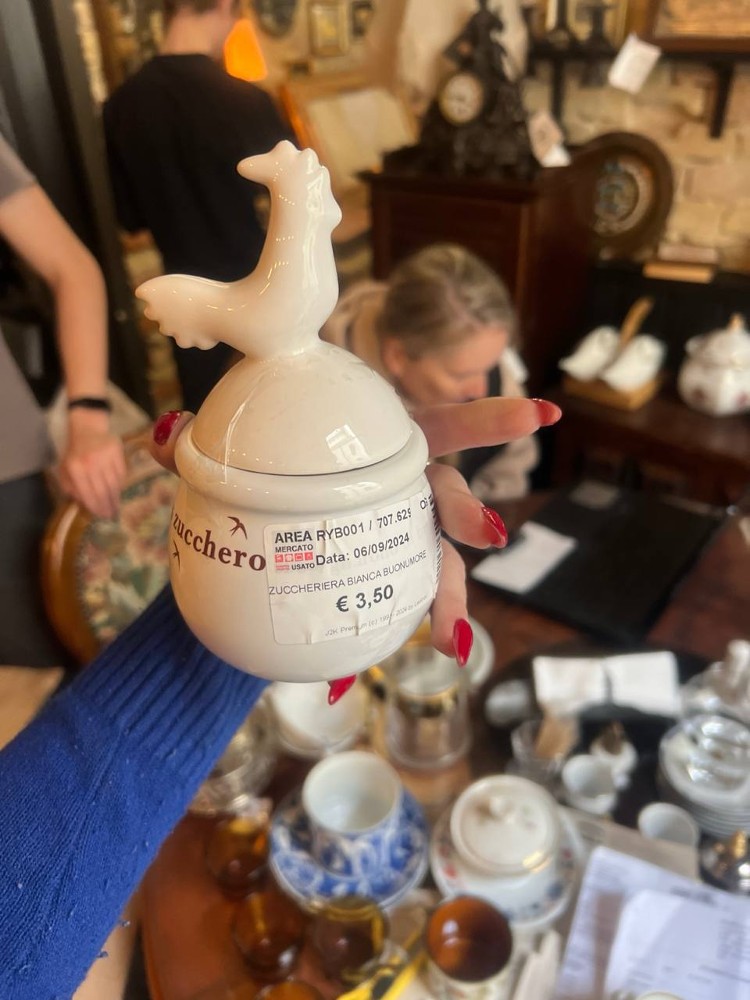 zucchero
AREA RYB001 / 707.629
MERCATO
USATO Data: 06/09/2024
ZUCCHERIERA BIANCA BUONUMORE
€ 3,50